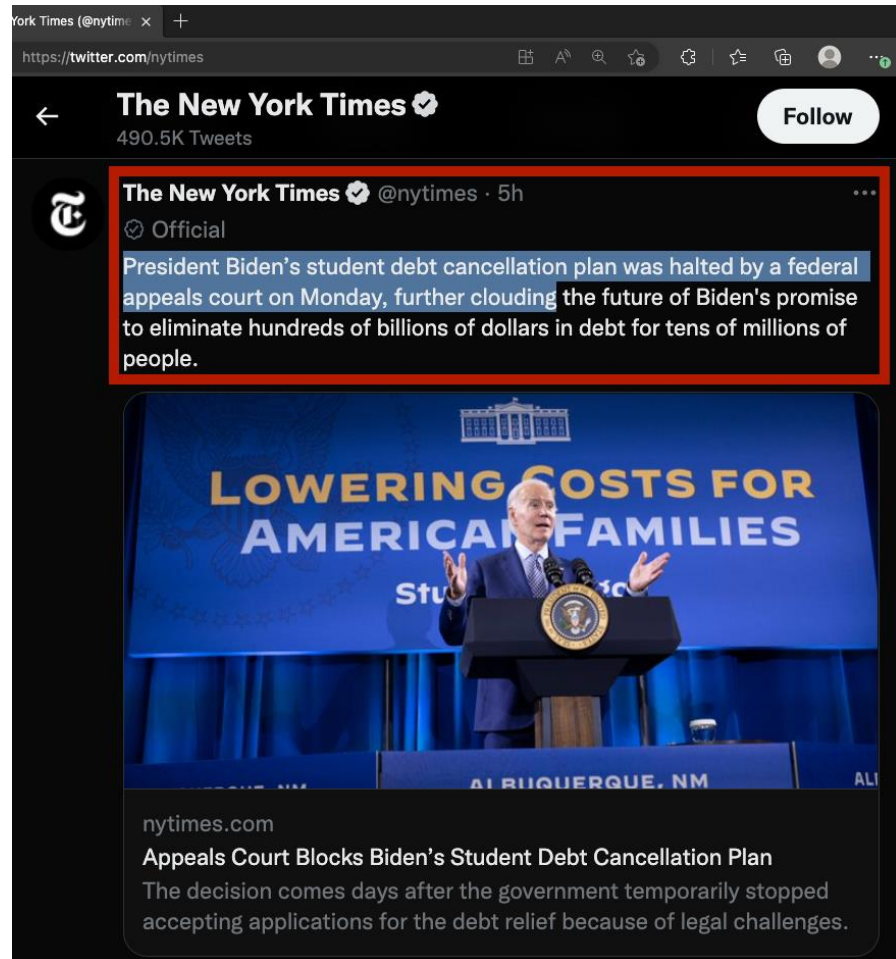 York Times (@nytime
https://twitter.com/nytimes
The New York Times
490.5K Tweets
Follow
The New York Times @nytimes · 5h
Official
President Biden’s student debt cancellation plan was halted by a federal
appeals court on Monday, further clouding the future of Biden's promise
to eliminate hundreds of billions of dollars in debt for tens of millions of
people.
LOWERING COSTS FOR
AMERICAN FAMILIES
ALBUQUERQUE, NM
nytimes.com
Appeals Court Blocks Biden’s Student Debt Cancellation Plan
The decision comes days after the government temporarily stopped
accepting applications for the debt relief because of legal challenges.